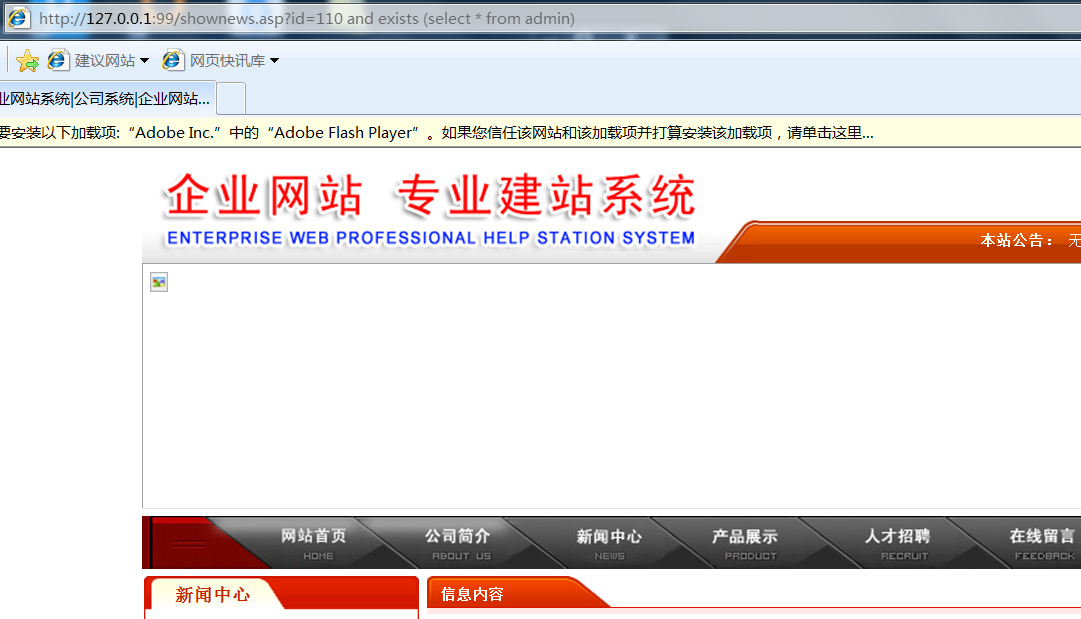 http://127.0.0.1:99/shownews.asp?id=110 and exists (select * from admin)
建议网站 网页快讯库
业网站系统|公司系统|企业网站...
要安装以下加载项:“Adobe Inc.”中的“Adobe Flash Player”。如果您信任该网站和该加载项并打算安装该加载项，请单击这里...
企业网站 专业建站系统
ENTERPRISE WEB PROFESSIONAL HELP STATION SYSTEM
本站公告： 无
网站首页 公司简介 新闻中心 产品展示 人才招聘 在线留言
HOME ABOUT US NEWS PRODUCT RECRUIT FEEDBACK
新闻中心 信息内容